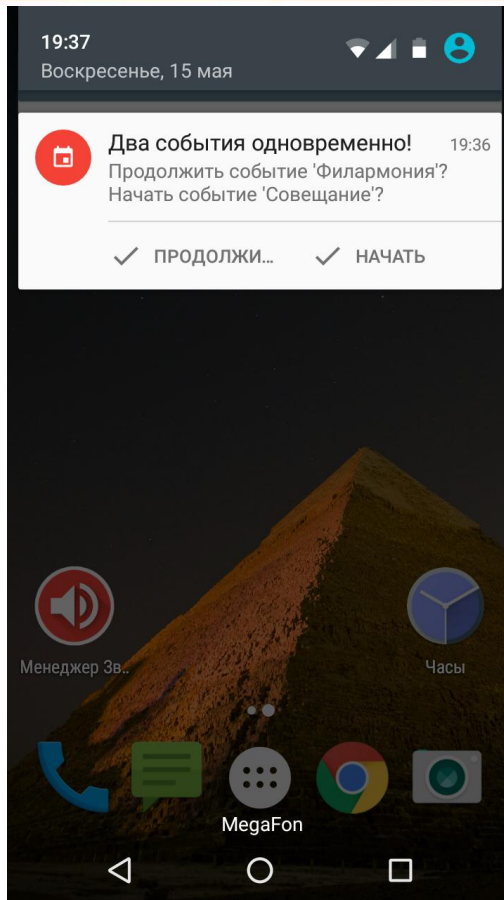 19:37
Воскресенье, 15 мая
Два события одновременно! 19:36
Продолжить событие 'Филармония'?
Начать событие 'Совещание'?
ПРОДОЛЖИ... НАЧАТЬ
Менеджер Зв.. Часы
MegaFon